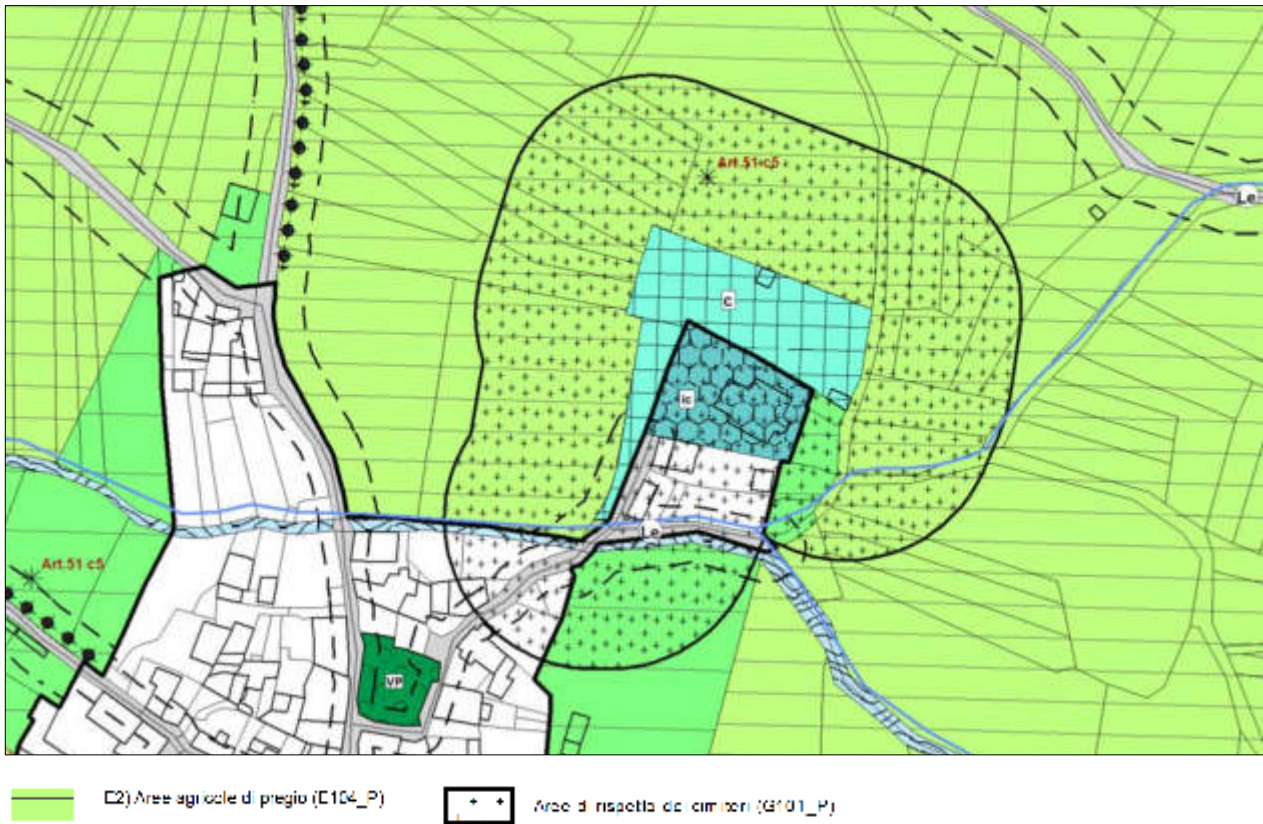 Art.51-c5
Le
C
ic
Le
Art.51 c5
VP
E2) Aree agricole di pregio (E104_P)
Aree di rispetto dei cimiteri (G101_P)